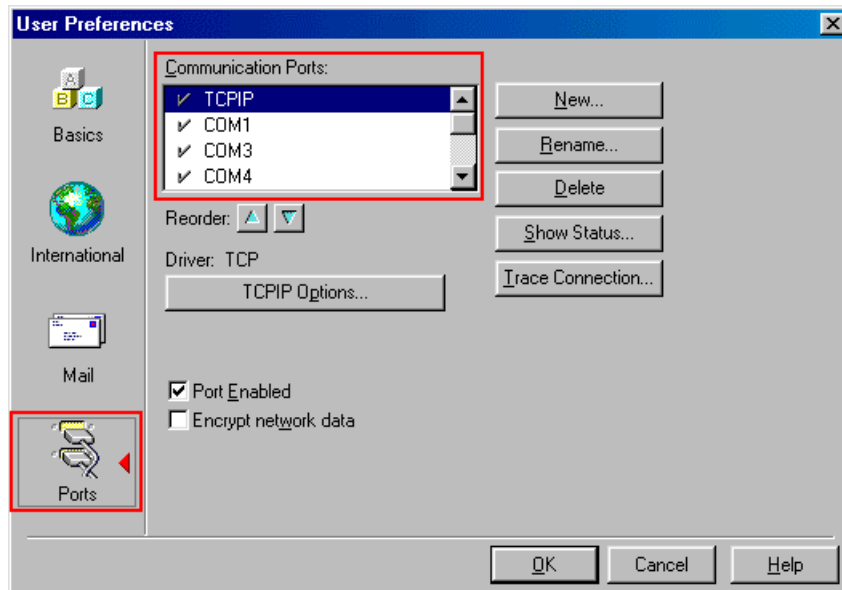 User Preferences
Basics
International
Mail
Ports
Communication Ports:
TCPIP
COM1
COM3
COM4
Reorder:
Driver: TCP
TCPIP Options...
Port Enabled
Encrypt network data
New...
Rename...
Delete
Show Status...
Trace Connection...
OK
Cancel
Help